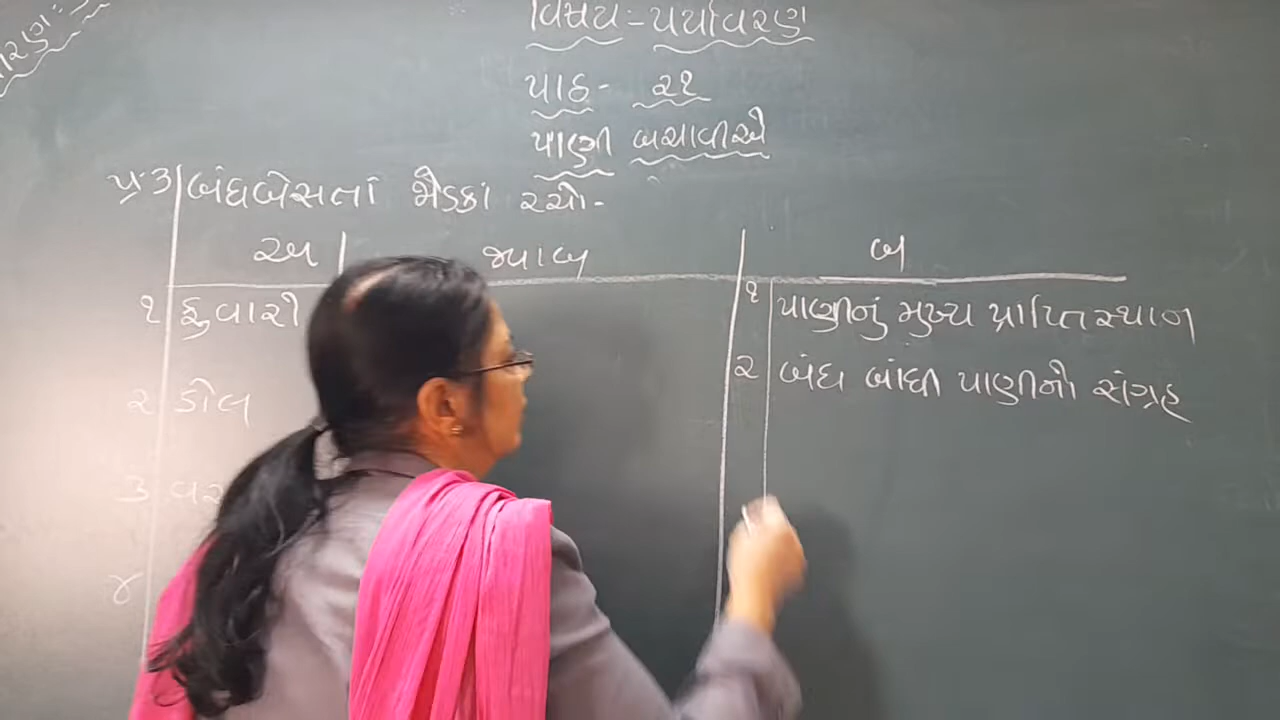 વિષય:- પર્યાવરણ
પાઠ- ૨૧
પાણી બચાવીએ
પ્ર:૩ બંધબેસતાં જોડકાં રચો-
અ જવાબ બ
૧ ફુવારો ૧ પાણીનું મુખ્ય પ્રાપ્તિસ્થાન
૨ ડોલ ૨ બંધ બાંધી પાણીનો સંગ્રહ
૩
૪